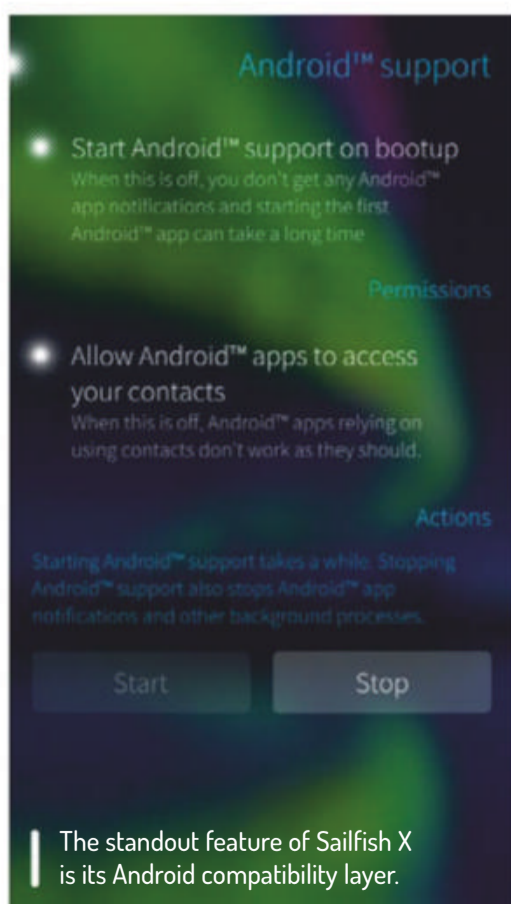 Android™ support
Start Android™ support on bootup
When this is off, you don't get any Android™
app notifications and starting the first
Android™ app can take a long time
Permissions
Allow Android™ apps to access
your contacts
When this is off, Android™ apps relying on
using contacts don't work as they should.
Actions
Starting Android™ support takes a while. Stopping
Android™ support also stops Android™ app
notifications and other background processes.
Start
Stop
The standout feature of Sailfish X
is its Android compatibility layer.